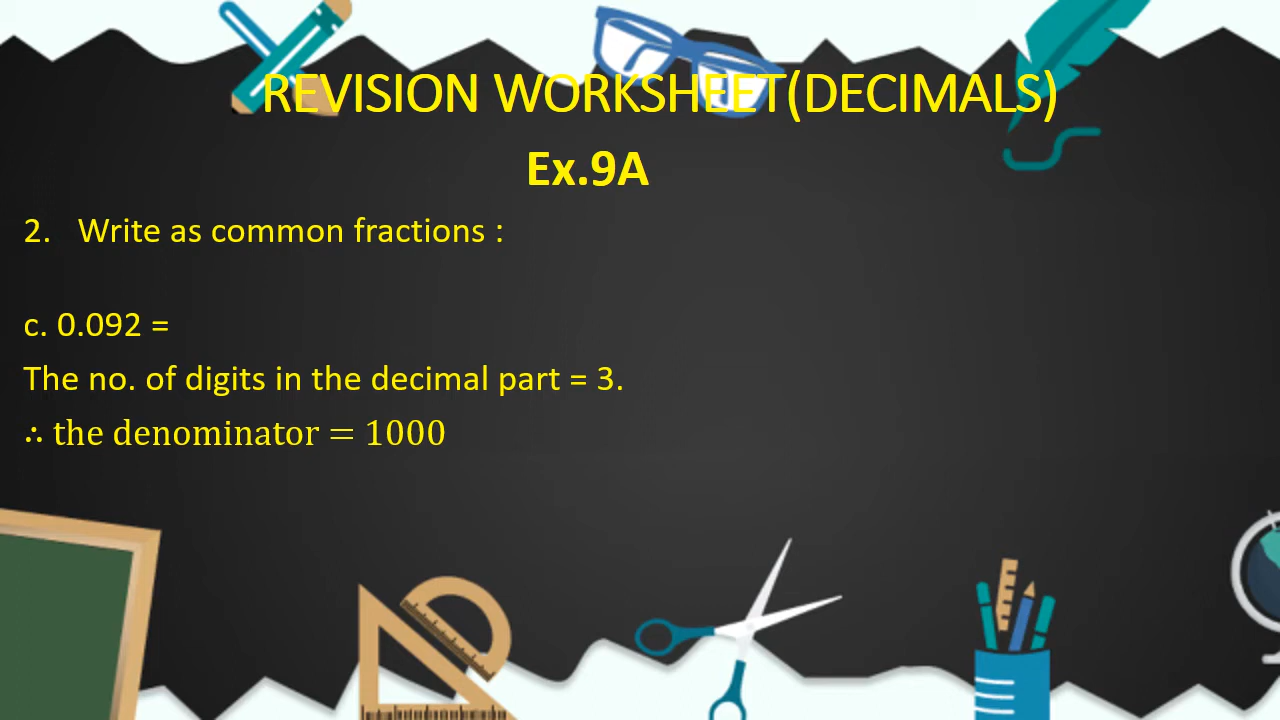 REVISION WORKSHEET(DECIMALS)
Ex.9A
2. Write as common fractions :
c. 0.092 =
The no. of digits in the decimal part = 3.
∴ the denominator = 1000